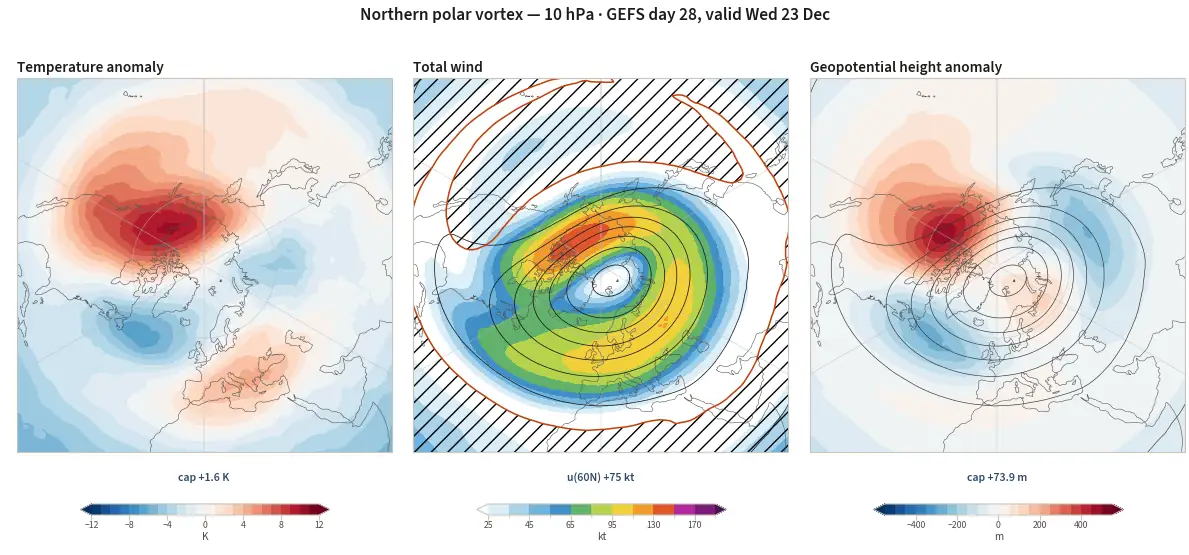 Northern polar vortex — 10 hPa · GEFS day 28, valid Wed 23 Dec
Temperature anomaly
Total wind
Geopotential height anomaly
cap +1.6 K
u(60N) +75 kt
cap +73.9 m
−12 −8 −4 0 4 8 12
K
25 45 65 95 130 170
kt
−400 −200 0 200 400
m